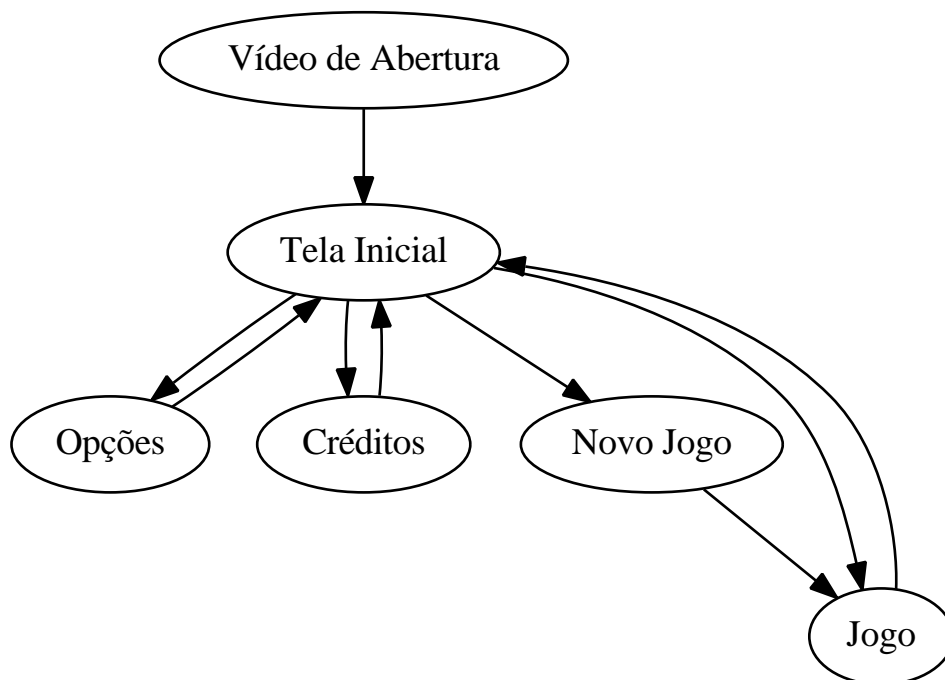 Vídeo de Abertura
Tela Inicial
Opções
Créditos
Novo Jogo
Jogo